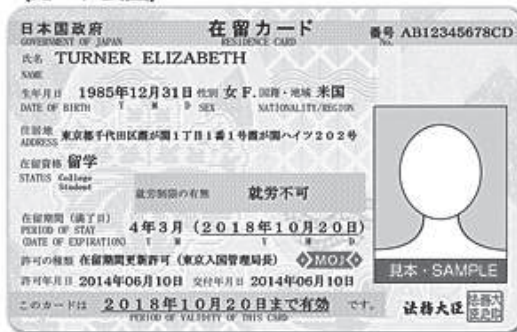 日本国政府 在留カード 番号 AB12345678CD
GOVERNMENT OF JAPAN RESIDENCE CARD No.
氏名 TURNER ELIZABETH
NAME
生年月日 1985年12月31日 性別 女 F. 国籍・地域 米国
DATE OF BIRTH Y M D SEX NATIONALITY/REGION
住居地 東京都千代田区霞が関1丁目1番1号霞が関ハイツ202号
ADDRESS
在留資格 留学
STATUS College Student
就労制限の有無 就労不可
在留期間(満了日) 4年3月(2018年10月20日)
PERIOD OF STAY
(DATE OF EXPIRATION) Y M Y M D
許可の種類 在留期間更新許可(東京入国管理局長) MOJ
許可年月日 2014年06月10日 交付年月日 2014年06月10日
このカードは 2018年10月20日まで有効 です。
PERIOD OF VALIDITY OF THIS CARD
見本・SAMPLE
法務大臣